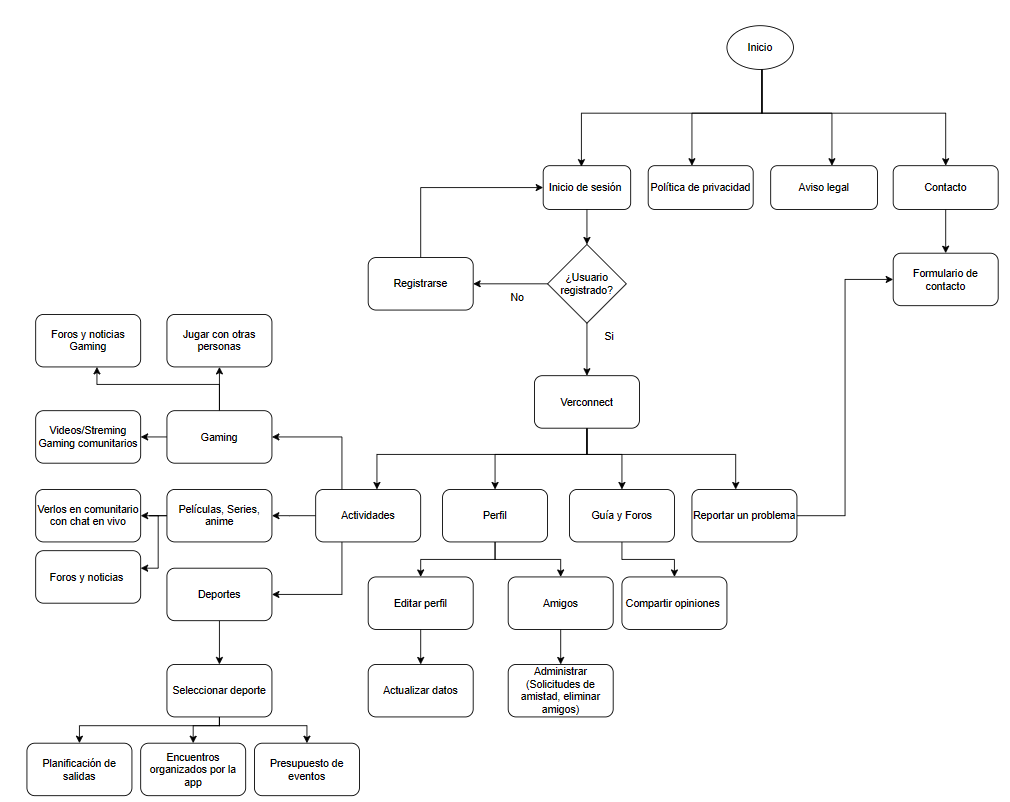 Inicio
Inicio de sesión
Política de privacidad
Aviso legal
Contacto
Registrarse
¿Usuario
registrado?
No
Si
Formulario de
contacto
Foros y noticias
Gaming
Jugar con otras
personas
Verconnect
Videos/Streming
Gaming comunitarios
Gaming
Verlos en comunitario
con chat en vivo
Películas, Series,
anime
Actividades
Perfil
Guía y Foros
Reportar un problema
Foros y noticias
Deportes
Editar perfil
Amigos
Compartir opiniones
Seleccionar deporte
Actualizar datos
Administrar
(Solicitudes de
amistad, eliminar
amigos)
Planificación de
salidas
Encuentros
organizados por la
app
Presupuesto de
eventos